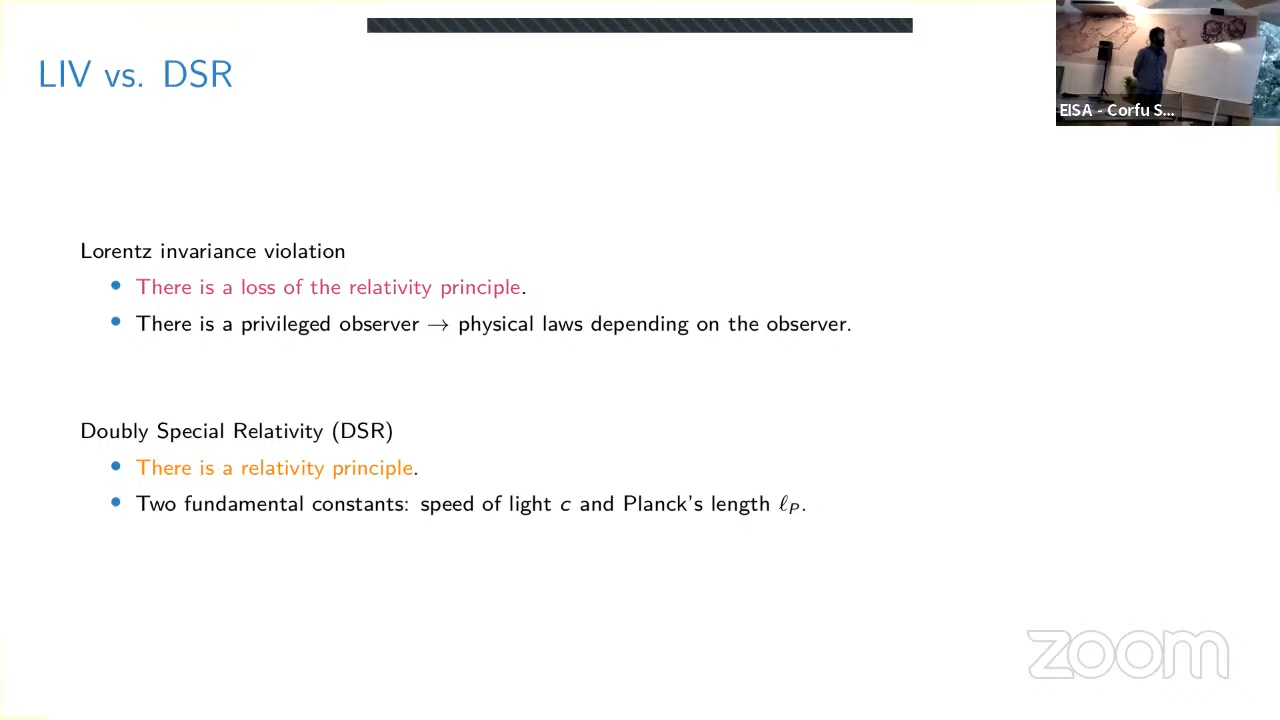 LIV vs. DSR
EISA - Corfu S...
Lorentz invariance violation
• There is a loss of the relativity principle.
• There is a privileged observer → physical laws depending on the observer.
Doubly Special Relativity (DSR)
• There is a relativity principle.
• Two fundamental constants: speed of light c and Planck's length ℓ_P.
zoom